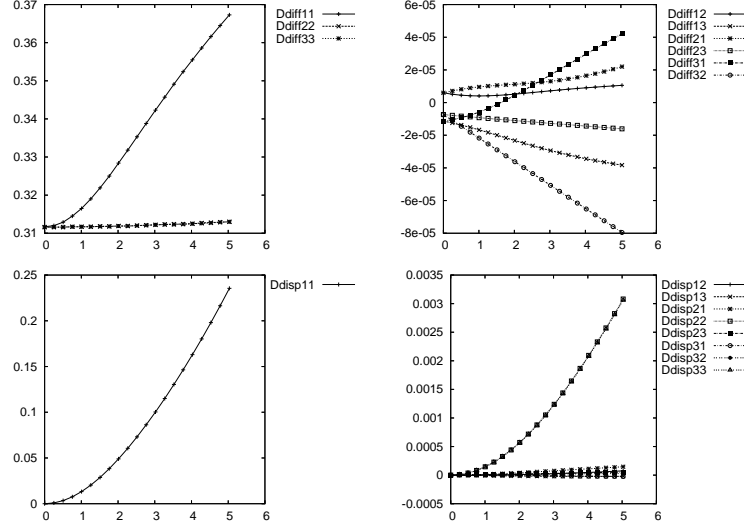 0.37
0.36
0.35
0.34
0.33
0.32
0.31
0 1 2 3 4 5 6
Ddiff11
Ddiff22
Ddiff33
6e-05
4e-05
2e-05
0
-2e-05
-4e-05
-6e-05
-8e-05
0 1 2 3 4 5 6
Ddiff12
Ddiff13
Ddiff21
Ddiff23
Ddiff31
Ddiff32
0.25
0.2
0.15
0.1
0.05
0
0 1 2 3 4 5 6
Ddisp11
0.0035
0.003
0.0025
0.002
0.0015
0.001
0.0005
0
-0.0005
0 1 2 3 4 5 6
Ddisp12
Ddisp13
Ddisp21
Ddisp22
Ddisp23
Ddisp31
Ddisp32
Ddisp33